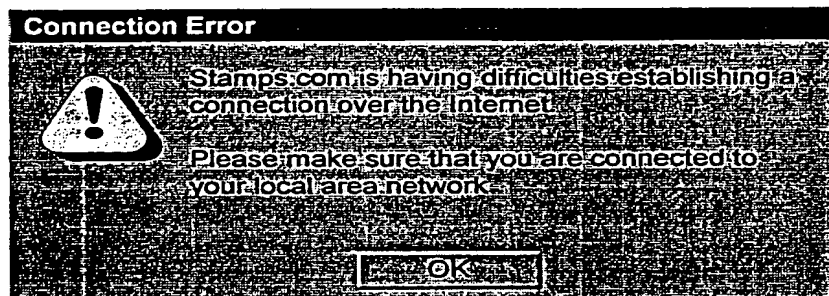 Connection Error
Stamps.com is having difficulties establishing a
connection over the Internet.
Please make sure that you are connected to
your local area network.
OK